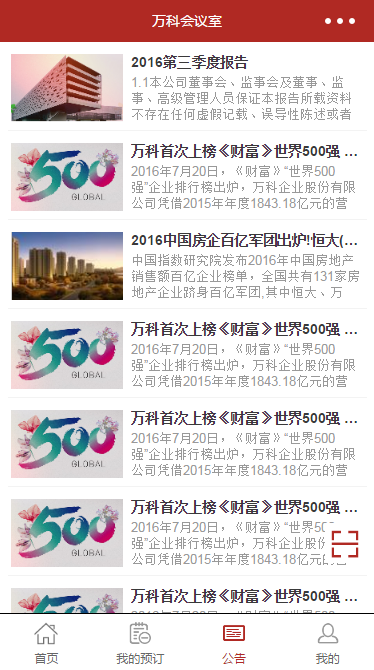 万科会议室
2016第三季度报告
1.1本公司董事会、监事会及董事、监
事、高级管理人员保证本报告所载资料
不存在任何虚假记载、误导性陈述或者
500
GLOBAL
万科首次上榜《财富》世界500强 ...
2016年7月20日，《财富》“世界500
强”企业排行榜出炉，万科企业股份有限
公司凭借2015年年度1843.18亿元的营
2016中国房企百亿军团出炉!恒大(...
中国指数研究院发布2016年中国房地产
销售额百亿企业榜单，全国共有131家房
地产企业跻身百亿军团,其中恒大、万
500
GLOBAL
万科首次上榜《财富》世界500强 ...
2016年7月20日，《财富》“世界500
强”企业排行榜出炉，万科企业股份有限
公司凭借2015年年度1843.18亿元的营
500
GLOBAL
万科首次上榜《财富》世界500强 ...
2016年7月20日，《财富》“世界500
强”企业排行榜出炉，万科企业股份有限
公司凭借2015年年度1843.18亿元的营
500
GLOBAL
万科首次上榜《财富》世界500强 ...
2016年7月20日，《财富》“世界500
强”企业排行榜出炉，万科企业股份
公司凭借2015年年度1843.18亿元
万科首次上榜《财富》世界500强 ...
首页
我的预订
公告
我的